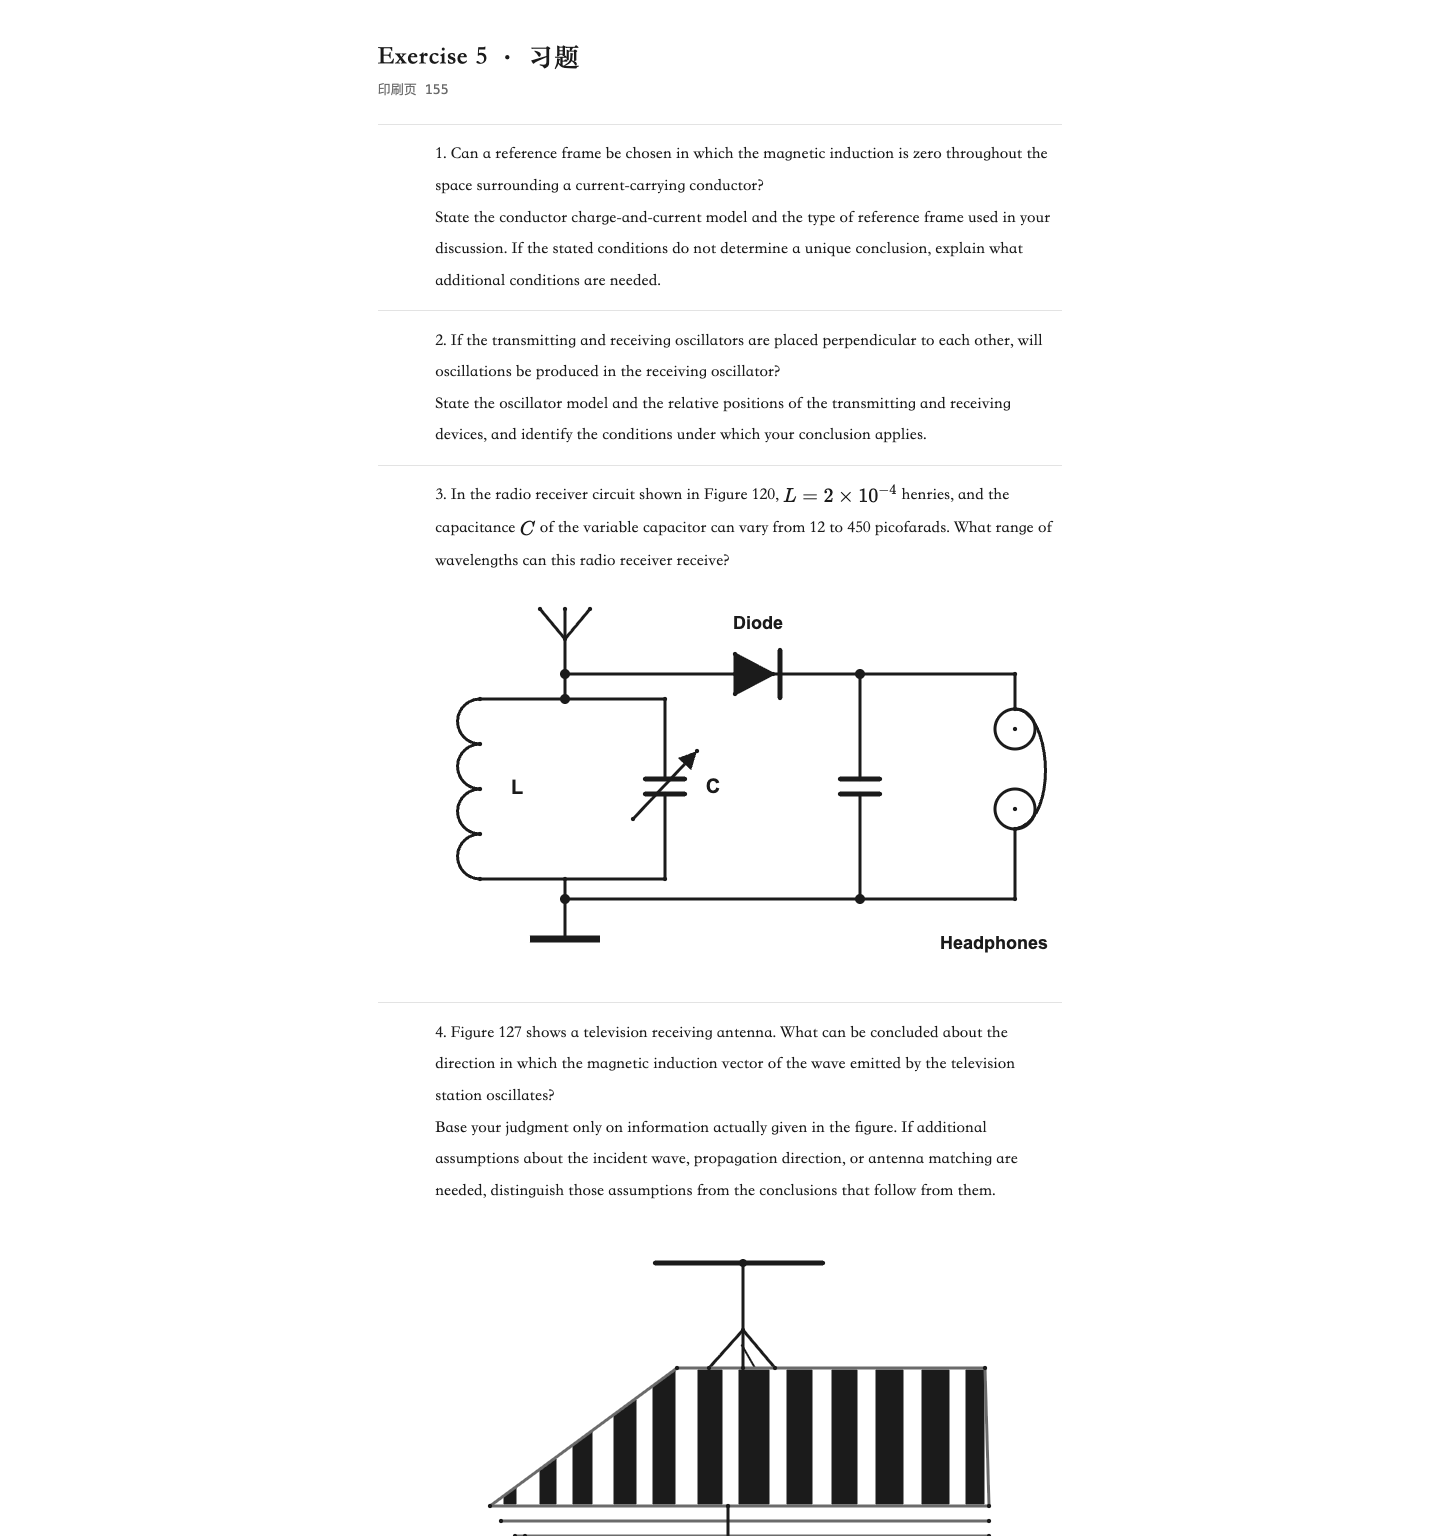 Exercise 5 · 习题
印刷页 155
1. Can a reference frame be chosen in which the magnetic induction is zero throughout the
space surrounding a current-carrying conductor?
State the conductor charge-and-current model and the type of reference frame used in your
discussion. If the stated conditions do not determine a unique conclusion, explain what
additional conditions are needed.
2. If the transmitting and receiving oscillators are placed perpendicular to each other, will
oscillations be produced in the receiving oscillator?
State the oscillator model and the relative positions of the transmitting and receiving
devices, and identify the conditions under which your conclusion applies.
3. In the radio receiver circuit shown in Figure 120, L = 2 × 10⁻⁴ henries, and the
capacitance C of the variable capacitor can vary from 12 to 450 picofarads. What range of
wavelengths can this radio receiver receive?
Diode
L
C
Headphones
4. Figure 127 shows a television receiving antenna. What can be concluded about the
direction in which the magnetic induction vector of the wave emitted by the television
station oscillates?
Base your judgment only on information actually given in the figure. If additional
assumptions about the incident wave, propagation direction, or antenna matching are
needed, distinguish those assumptions from the conclusions that follow from them.